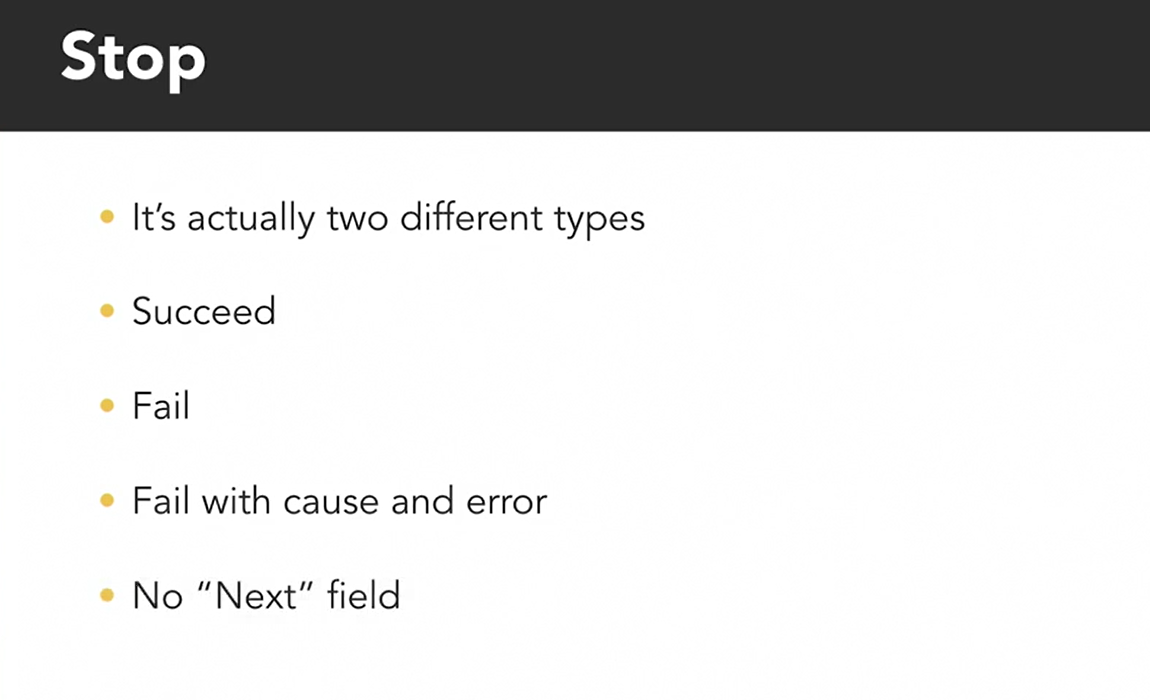 Stop
It’s actually two different types
Succeed
Fail
Fail with cause and error
No “Next” field